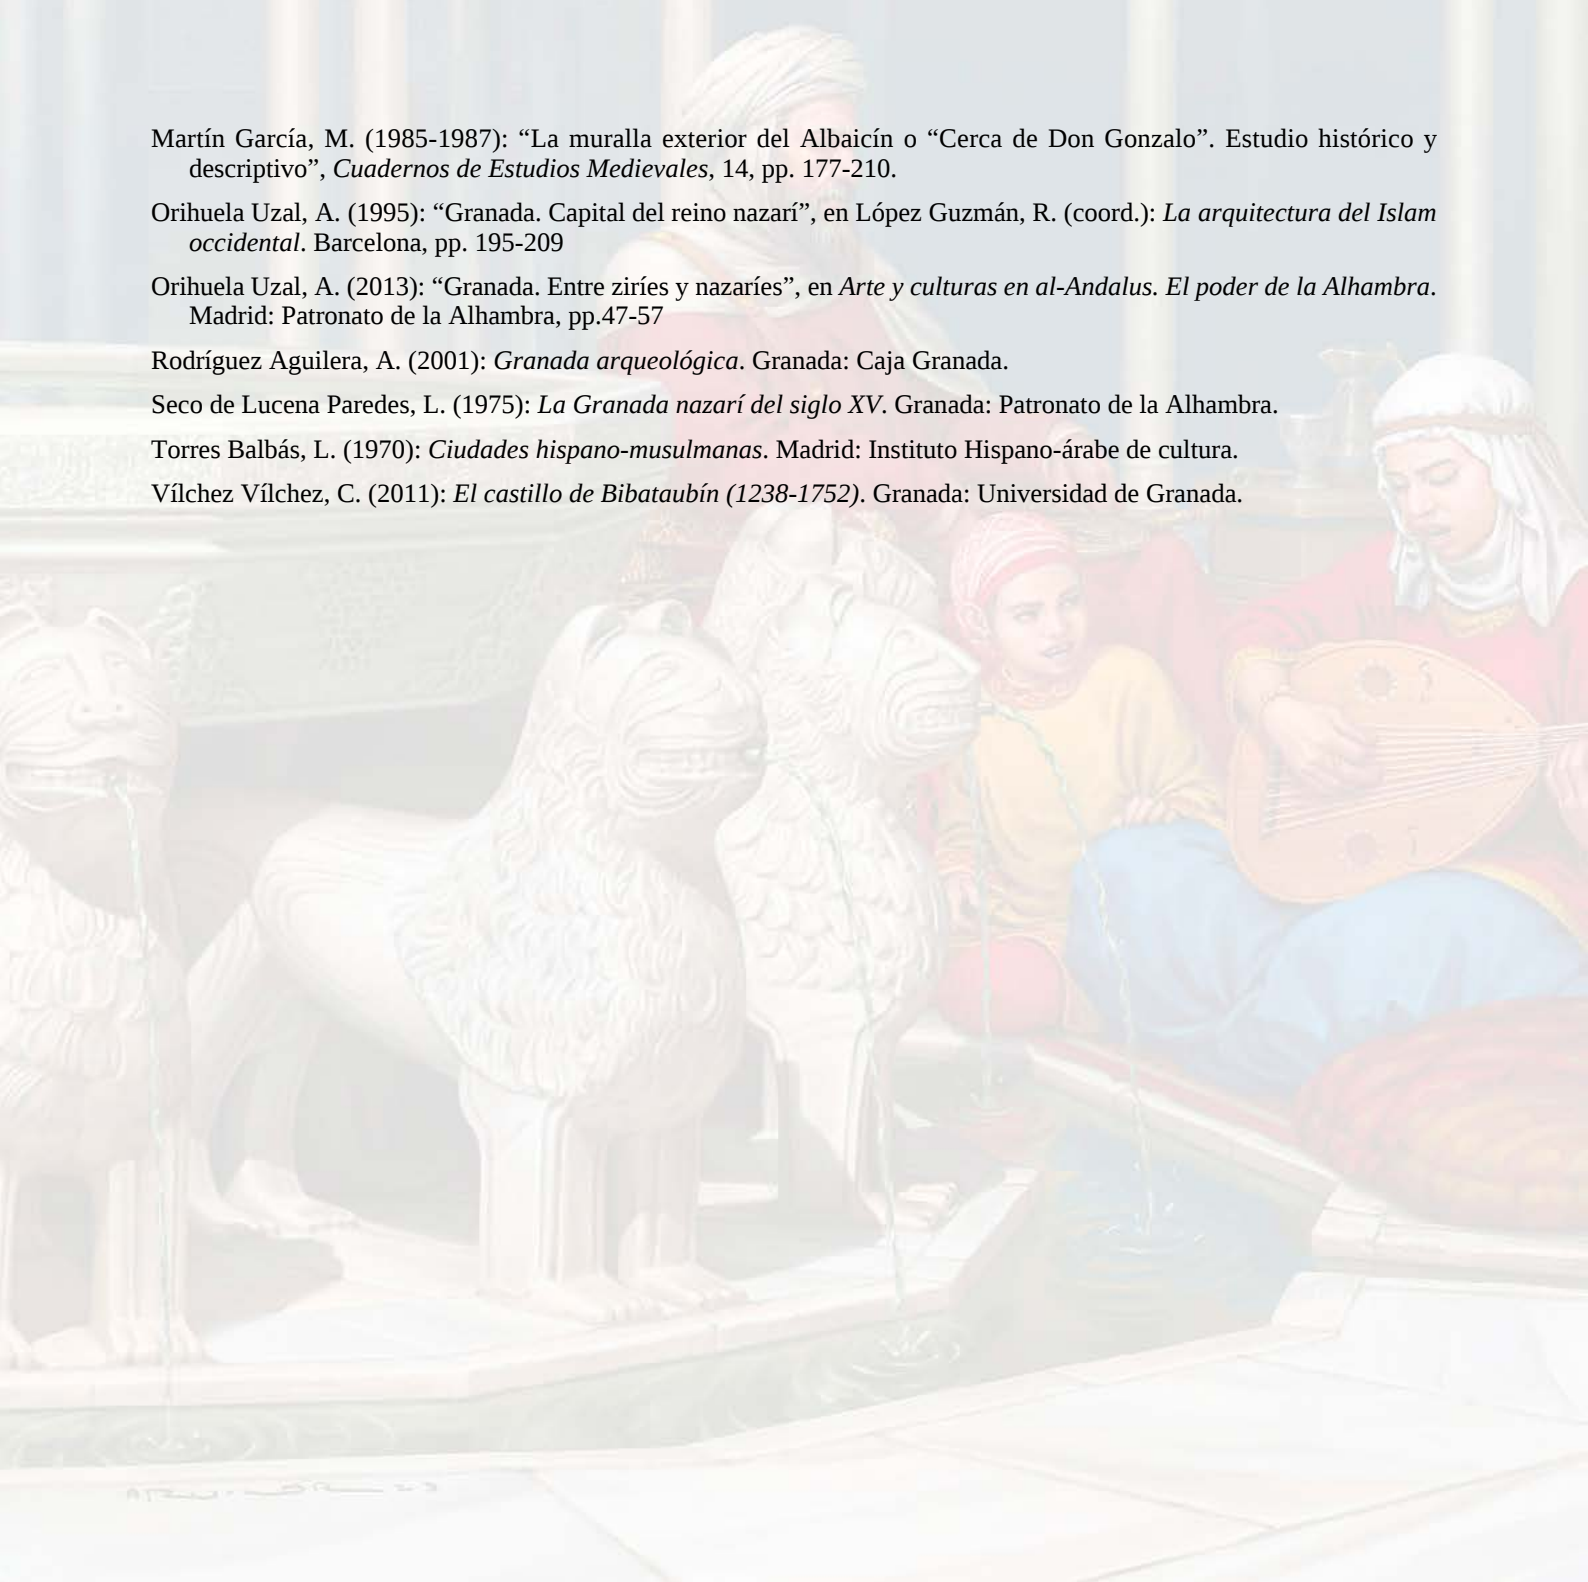 Martín García, M. (1985-1987): “La muralla exterior del Albaicín o “Cerca de Don Gonzalo”. Estudio histórico y
descriptivo”, Cuadernos de Estudios Medievales, 14, pp. 177-210.
Orihuela Uzal, A. (1995): “Granada. Capital del reino nazarí”, en López Guzmán, R. (coord.): La arquitectura del Islam
occidental. Barcelona, pp. 195-209
Orihuela Uzal, A. (2013): “Granada. Entre ziríes y nazaríes”, en Arte y culturas en al-Andalus. El poder de la Alhambra.
Madrid: Patronato de la Alhambra, pp.47-57
Rodríguez Aguilera, A. (2001): Granada arqueológica. Granada: Caja Granada.
Seco de Lucena Paredes, L. (1975): La Granada nazarí del siglo XV. Granada: Patronato de la Alhambra.
Torres Balbás, L. (1970): Ciudades hispano-musulmanas. Madrid: Instituto Hispano-árabe de cultura.
Vílchez Vílchez, C. (2011): El castillo de Bibataubín (1238-1752). Granada: Universidad de Granada.